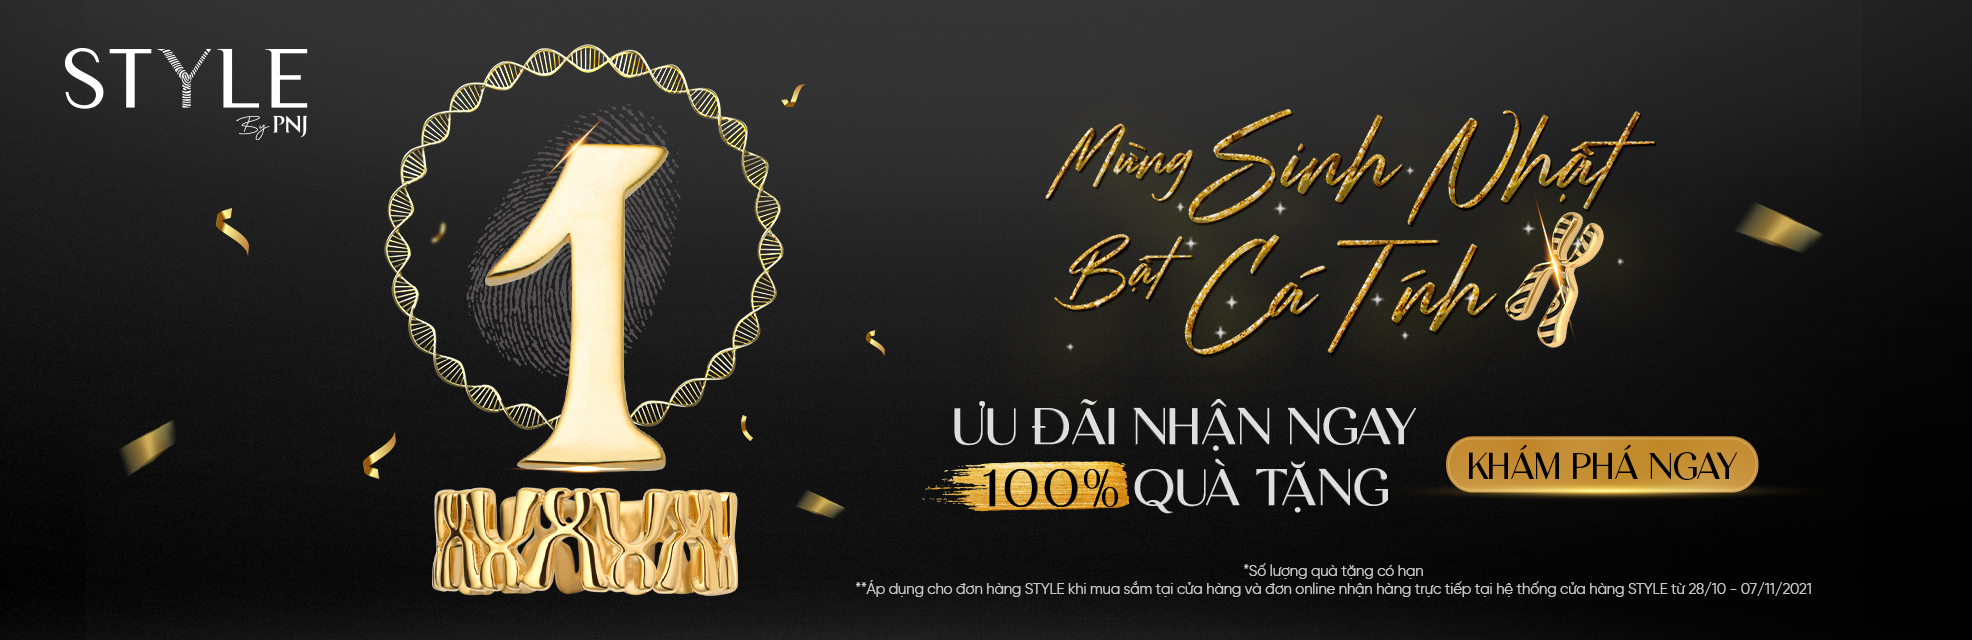 STYLE
By PNJ
1
Mừng Sinh Nhật
Bật Cá Tính
ƯU ĐÃI NHẬN NGAY
100% QUÀ TẶNG
KHÁM PHÁ NGAY
*Số lượng quà tặng có hạn
**Áp dụng cho đơn hàng STYLE khi mua sắm tại cửa hàng và đơn online nhận hàng trực tiếp tại hệ thống cửa hàng STYLE từ 28/10 - 07/11/2021